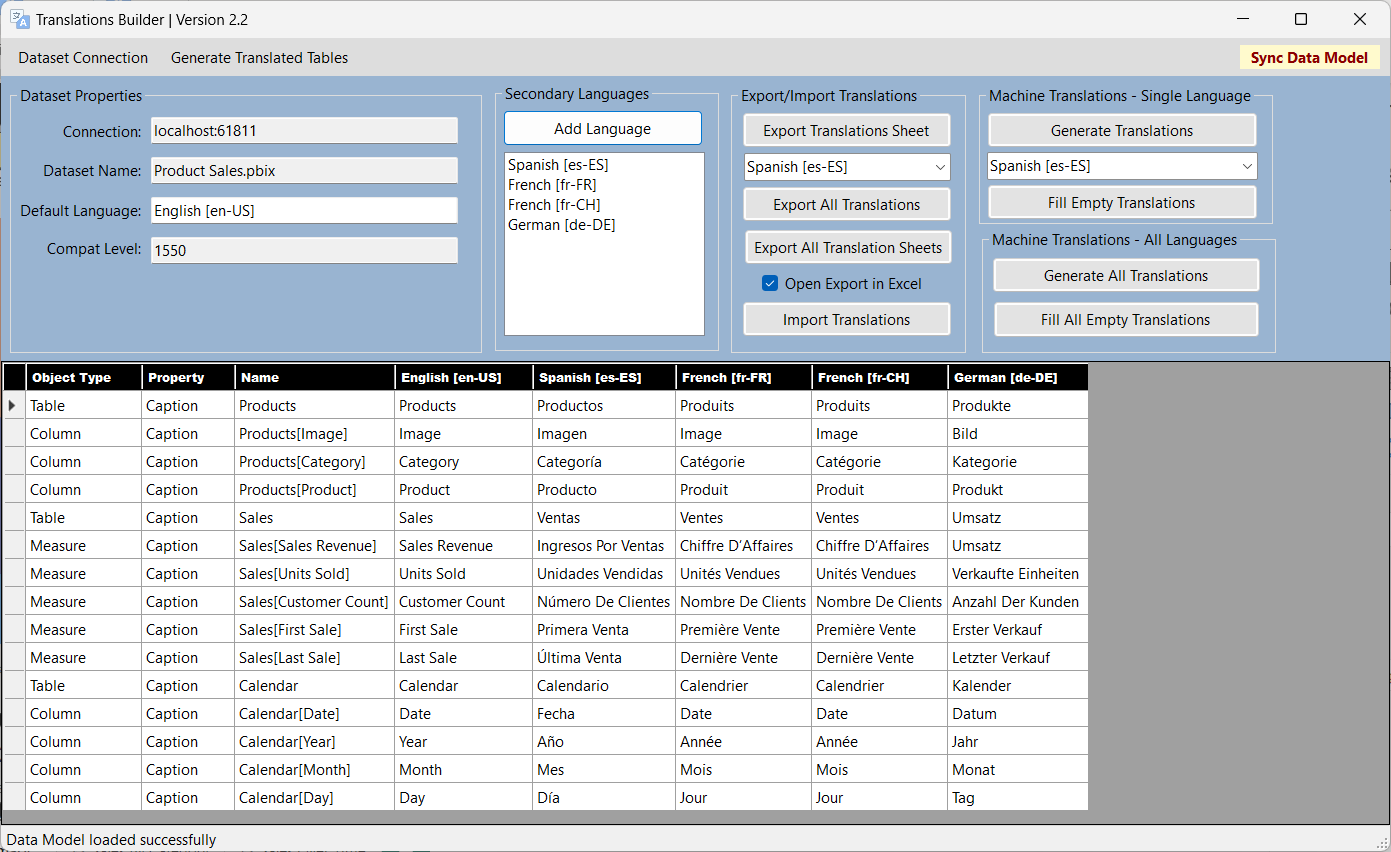 Translations Builder | Version 2.2
Dataset Connection Generate Translated Tables Sync Data Model
Dataset Properties
Connection: localhost:61811
Dataset Name: Product Sales.pbix
Default Language: English [en-US]
Compat Level: 1550
Secondary Languages
Add Language
Spanish [es-ES]
French [fr-FR]
French [fr-CH]
German [de-DE]
Export/Import Translations
Export Translations Sheet
Spanish [es-ES]
Export All Translations
Export All Translation Sheets
Open Export in Excel
Import Translations
Machine Translations - Single Language
Generate Translations
Spanish [es-ES]
Fill Empty Translations
Machine Translations - All Languages
Generate All Translations
Fill All Empty Translations
Object Type Property Name English [en-US] Spanish [es-ES] French [fr-FR] French [fr-CH] German [de-DE]
Table Caption Products Products Productos Produits Produits Produkte
Column Caption Products[Image] Image Imagen Image Image Bild
Column Caption Products[Category] Category Categoría Catégorie Catégorie Kategorie
Column Caption Products[Product] Product Producto Produit Produit Produkt
Table Caption Sales Sales Ventas Ventes Ventes Umsatz
Measure Caption Sales[Sales Revenue] Sales Revenue Ingresos Por Ventas Chiffre D’Affaires Chiffre D’Affaires Umsatz
Measure Caption Sales[Units Sold] Units Sold Unidades Vendidas Unités Vendues Unités Vendues Verkaufte Einheiten
Measure Caption Sales[Customer Count] Customer Count Número De Clientes Nombre De Clients Nombre De Clients Anzahl Der Kunden
Measure Caption Sales[First Sale] First Sale Primera Venta Première Vente Première Vente Erster Verkauf
Measure Caption Sales[Last Sale] Last Sale Última Venta Dernière Vente Dernière Vente Letzter Verkauf
Table Caption Calendar Calendar Calendario Calendrier Calendrier Kalender
Column Caption Calendar[Date] Date Fecha Date Date Datum
Column Caption Calendar[Year] Year Año Année Année Jahr
Column Caption Calendar[Month] Month Mes Mois Mois Monat
Column Caption Calendar[Day] Day Día Jour Jour Tag
Data Model loaded successfully